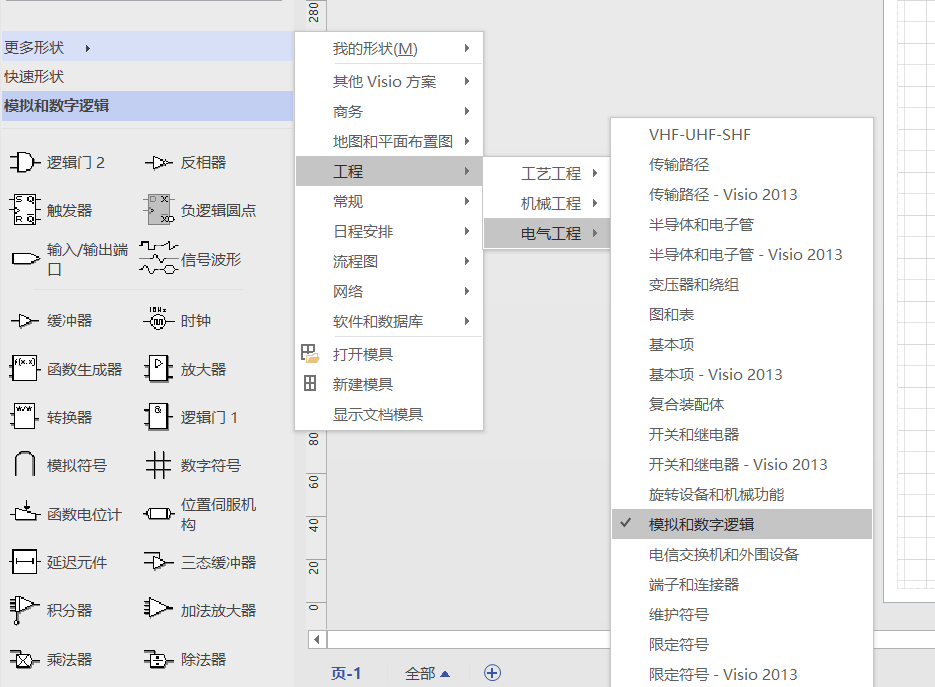 280
更多形状
快速形状
模拟和数字逻辑
逻辑门 2
反相器
触发器
负逻辑圆点
输入/输出端
口
信号波形
缓冲器
时钟
函数生成器
放大器
转换器
逻辑门 1
模拟符号
数字符号
函数电位计
位置伺服机
构
延迟元件
三态缓冲器
积分器
加法放大器
乘法器
除法器
S Q
R Q
D X
X
1Hz
f(x,x)
#/∩
&
我的形状(M)
其他 Visio 方案
商务
地图和平面布置图
工程
常规
日程安排
流程图
网络
软件和数据库
打开模具
新建模具
显示文档模具
工艺工程
机械工程
电气工程
VHF-UHF-SHF
传输路径
传输路径 - Visio 2013
半导体和电子管
半导体和电子管 - Visio 2013
变压器和绕组
图和表
基本项
基本项 - Visio 2013
复合装配体
开关和继电器
开关和继电器 - Visio 2013
旋转设备和机械功能
模拟和数字逻辑
电信交换机和外围设备
端子和连接器
维护符号
限定符号
限定符号 - Visio 2013
80
60
40
20
0
页-1
全部